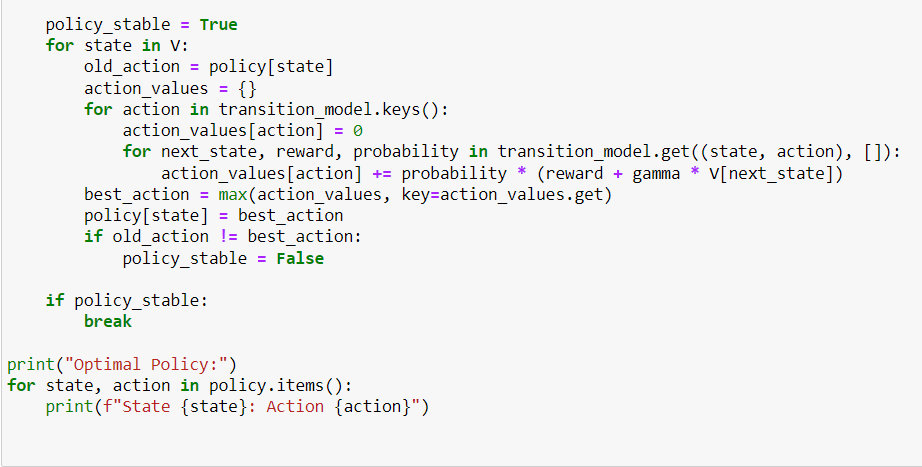 policy_stable = True
    for state in V:
        old_action = policy[state]
        action_values = {}
        for action in transition_model.keys():
            action_values[action] = 0
            for next_state, reward, probability in transition_model.get((state, action), []):
                action_values[action] += probability * (reward + gamma * V[next_state])
        best_action = max(action_values, key=action_values.get)
        policy[state] = best_action
        if old_action != best_action:
            policy_stable = False

    if policy_stable:
        break

print("Optimal Policy:")
for state, action in policy.items():
    print(f"State {state}: Action {action}")